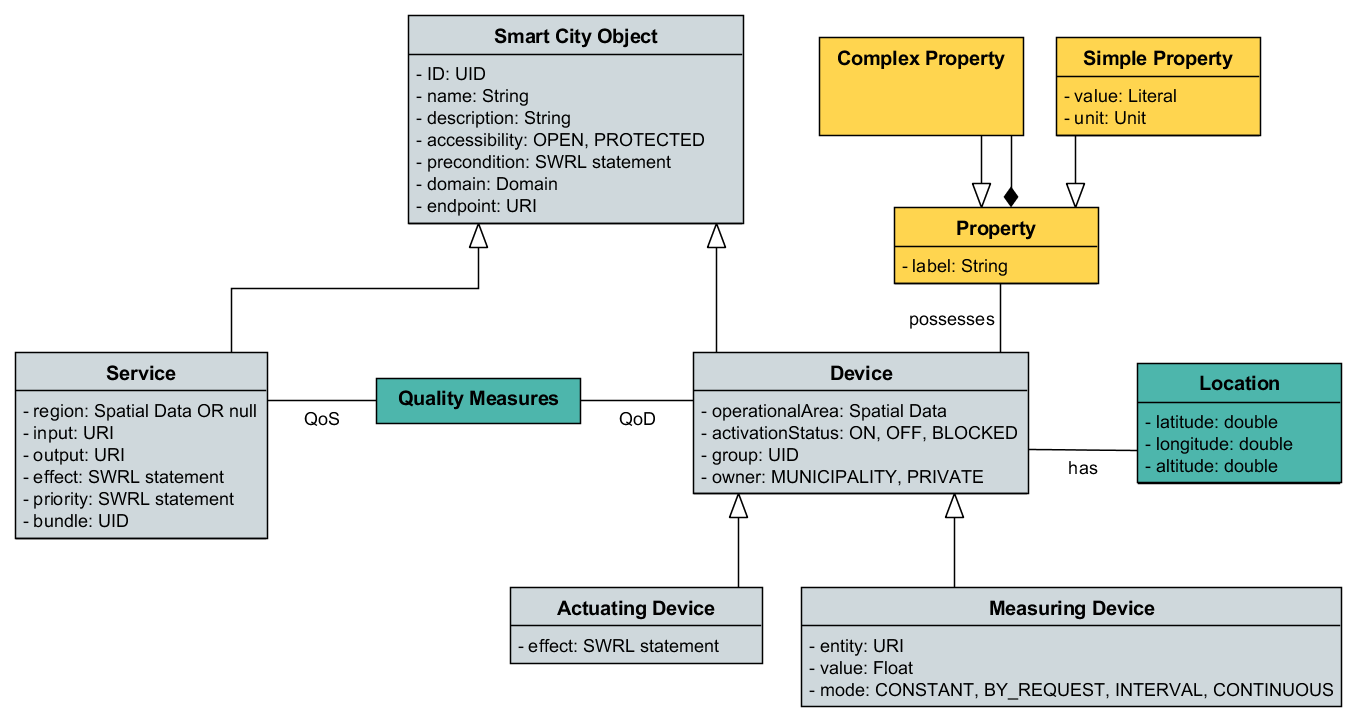 Smart City Object
- ID: UID
- name: String
- description: String
- accessibility: OPEN, PROTECTED
- precondition: SWRL statement
- domain: Domain
- endpoint: URI
Complex Property
Simple Property
- value: Literal
- unit: Unit
Property
- label: String
possesses
Service
- region: Spatial Data OR null
- input: URI
- output: URI
- effect: SWRL statement
- priority: SWRL statement
- bundle: UID
QoS
Quality Measures
QoD
Device
- operationalArea: Spatial Data
- activationStatus: ON, OFF, BLOCKED
- group: UID
- owner: MUNICIPALITY, PRIVATE
has
Location
- latitude: double
- longitude: double
- altitude: double
Actuating Device
- effect: SWRL statement
Measuring Device
- entity: URI
- value: Float
- mode: CONSTANT, BY_REQUEST, INTERVAL, CONTINUOUS